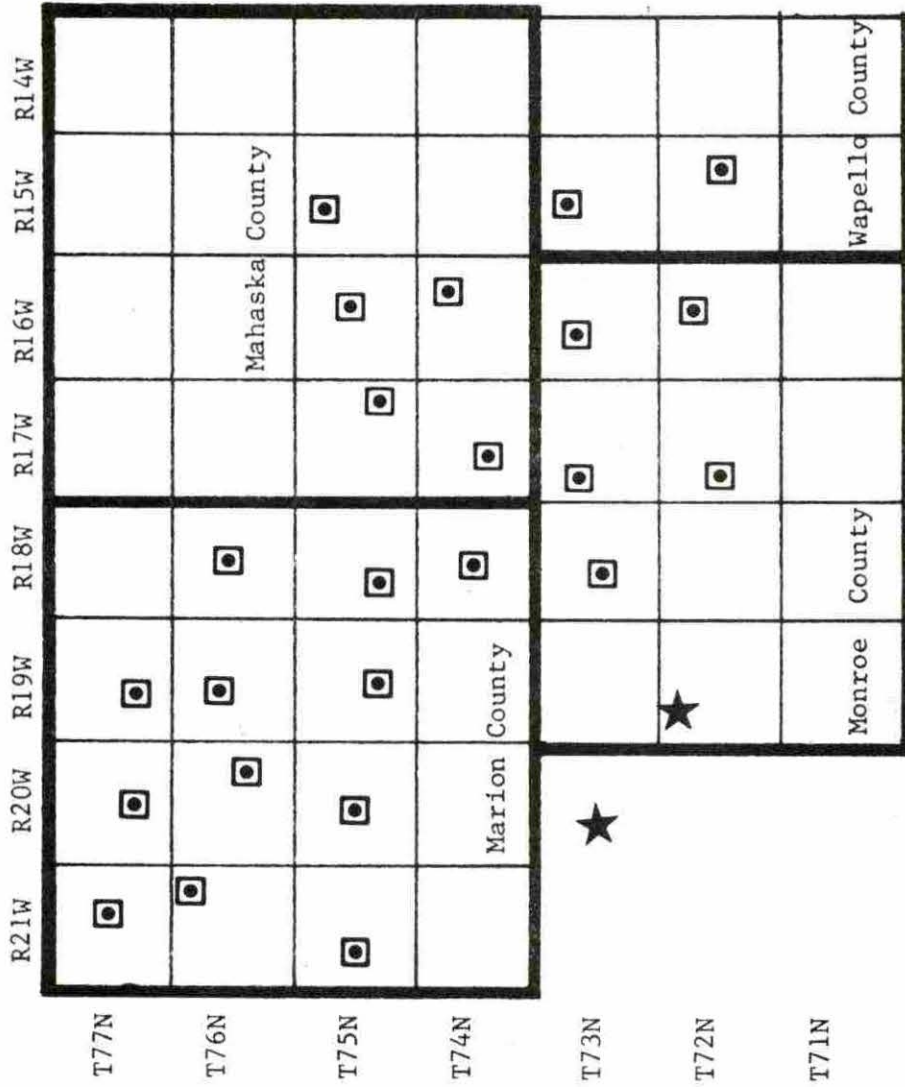 R21W R20W R19W R18W R17W R16W R15W R14W
T77N
T76N
T75N
T74N
T73N
T72N
T71N
Mahaska County
Marion County
Monroe County
Wapello County